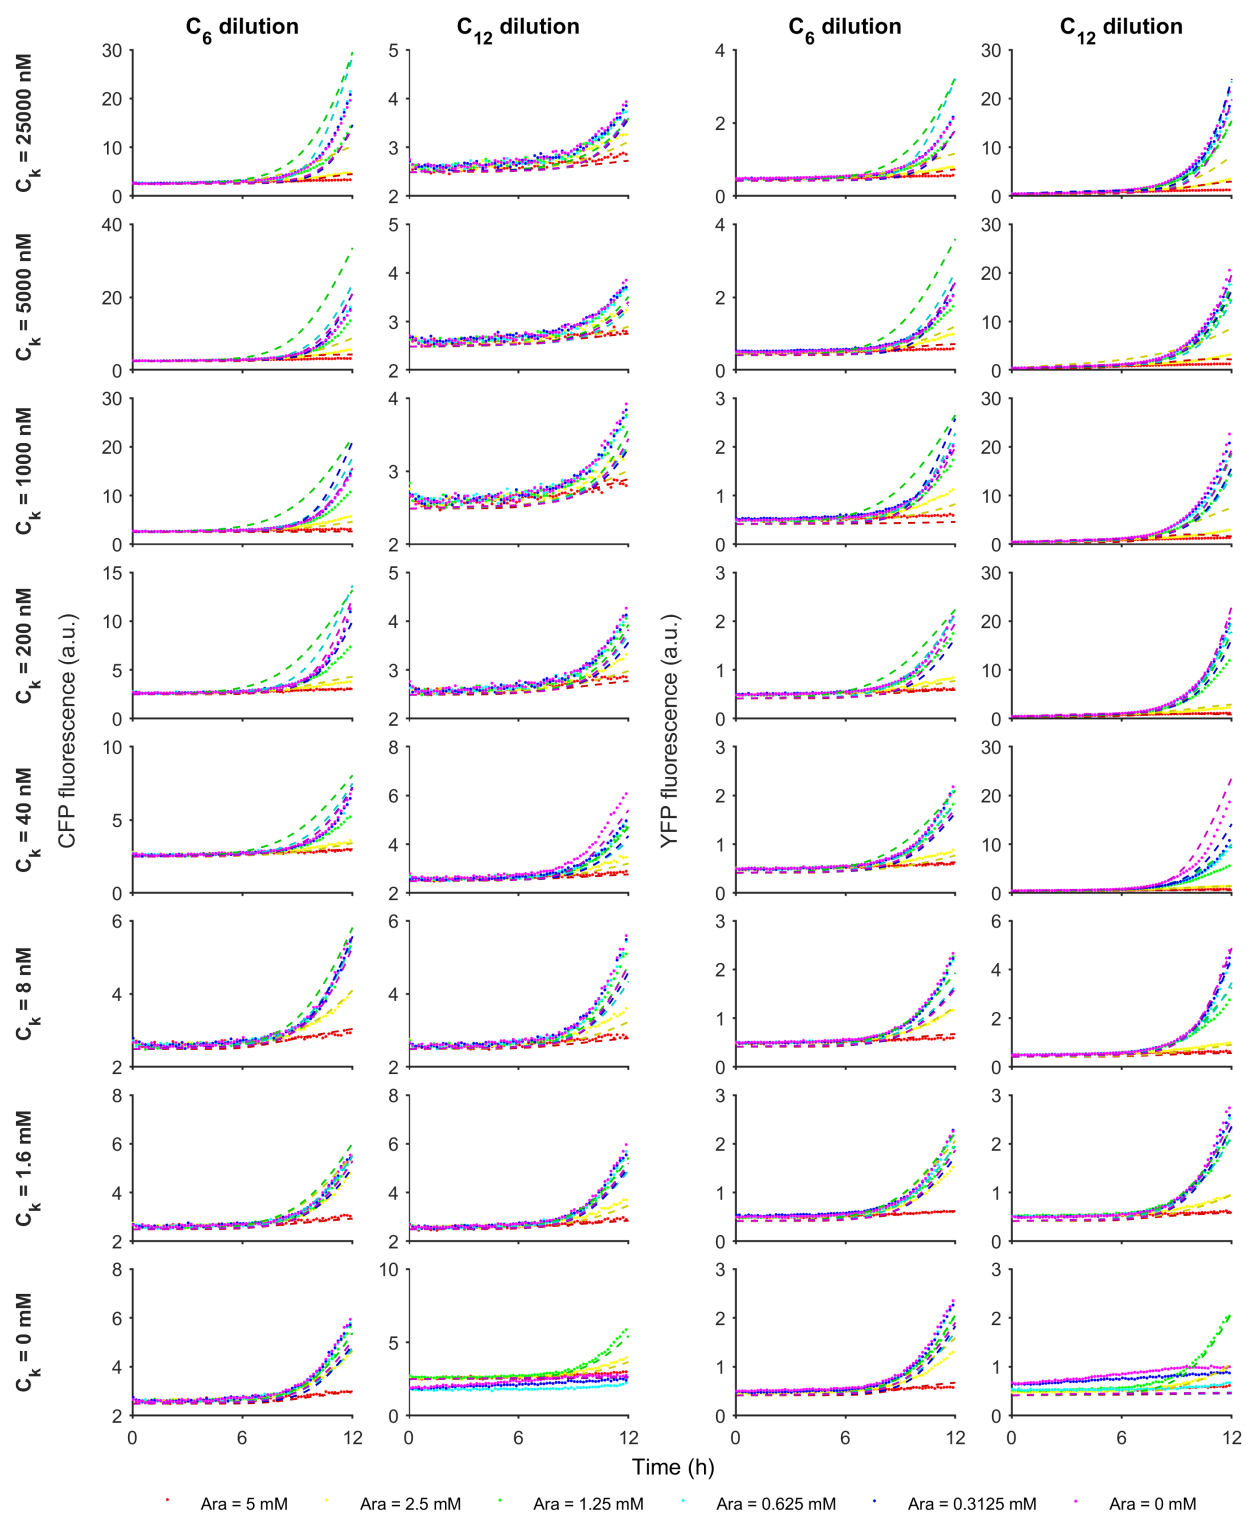 C6 dilution C12 dilution C6 dilution C12 dilution
Ck = 25000 nM
30 20 10 0
5 4 3 2
4 2 0
30 20 10 0
Ck = 5000 nM
40 20 0
5 4 3 2
4 2 0
30 20 10 0
Ck = 1000 nM
30 20 10 0
4 3 2
3 2 1 0
30 20 10 0
Ck = 200 nM
15 10 5 0
5 4 3 2
3 2 1 0
30 20 10 0
CFP fluorescence (a.u.)
YFP fluorescence (a.u.)
Ck = 40 nM
10 5 0
8 6 4 2
3 2 1 0
30 20 10 0
Ck = 8 nM
6 4 2
6 4 2
3 2 1 0
6 4 2 0
Ck = 1.6 mM
8 6 4 2
8 6 4 2
3 2 1 0
3 2 1 0
Ck = 0 mM
8 6 4 2
10 5 0
3 2 1 0
3 2 1 0
0 6 12 0 6 12 0 6 12 0 6 12
Time (h)
Ara = 5 mM Ara = 2.5 mM Ara = 1.25 mM Ara = 0.625 mM Ara = 0.3125 mM Ara = 0 mM